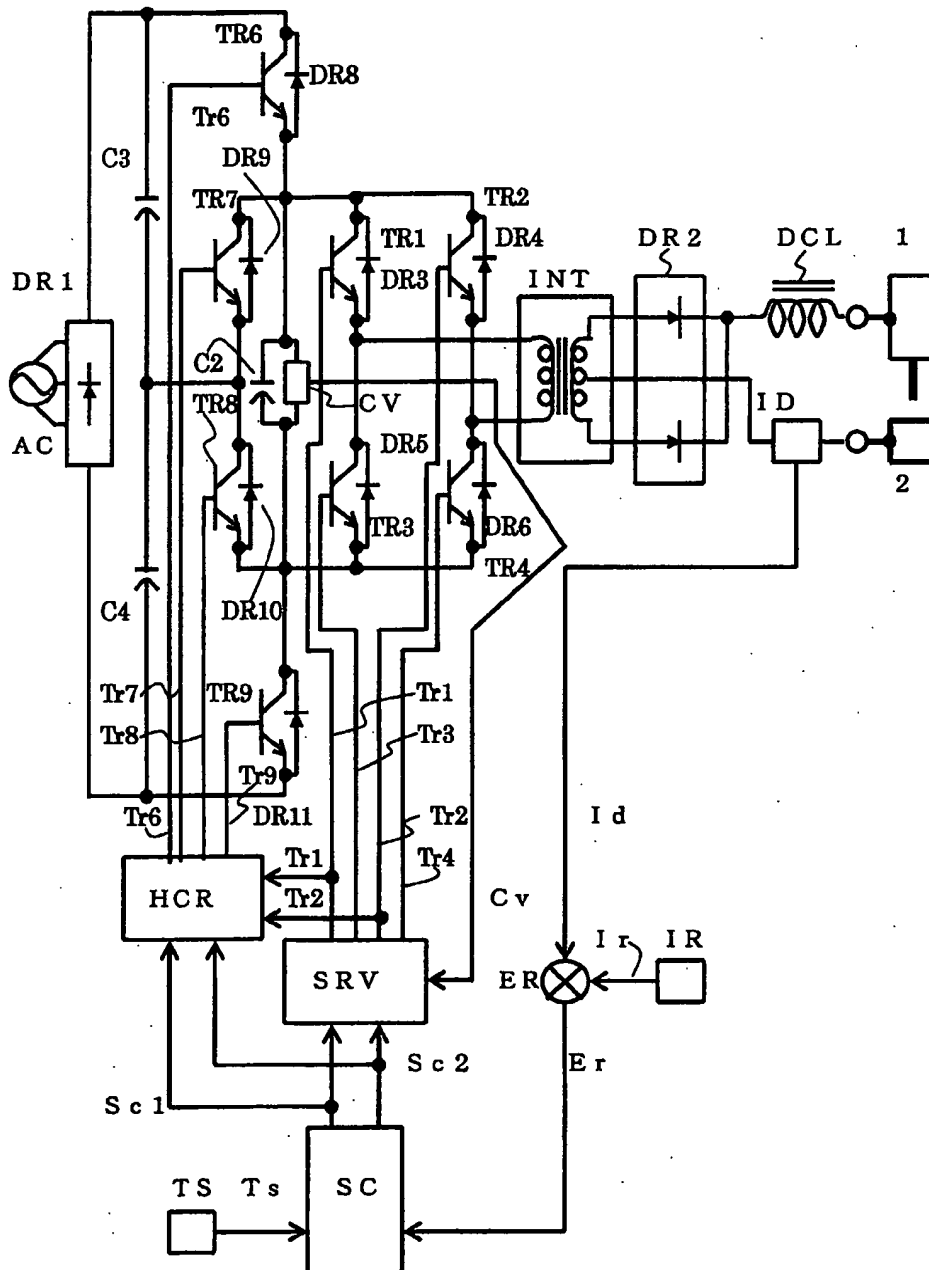 TR6
DR8
Tr6
C3
DR9
TR7
TR2
TR1
DR4
DR3
DR2
DCL
1
INT
DR1
C2
TR8
CV
ID
AC
DR5
2
TR3
DR6
TR4
C4
DR10
Tr7
TR9
Tr1
Tr8
Tr3
Tr9
Tr6
DR11
Tr2
Id
Tr1
Tr4
HCR
Tr2
Cv
Ir
IR
SRV
ER
Sc2
Er
Sc1
TS
Ts
SC